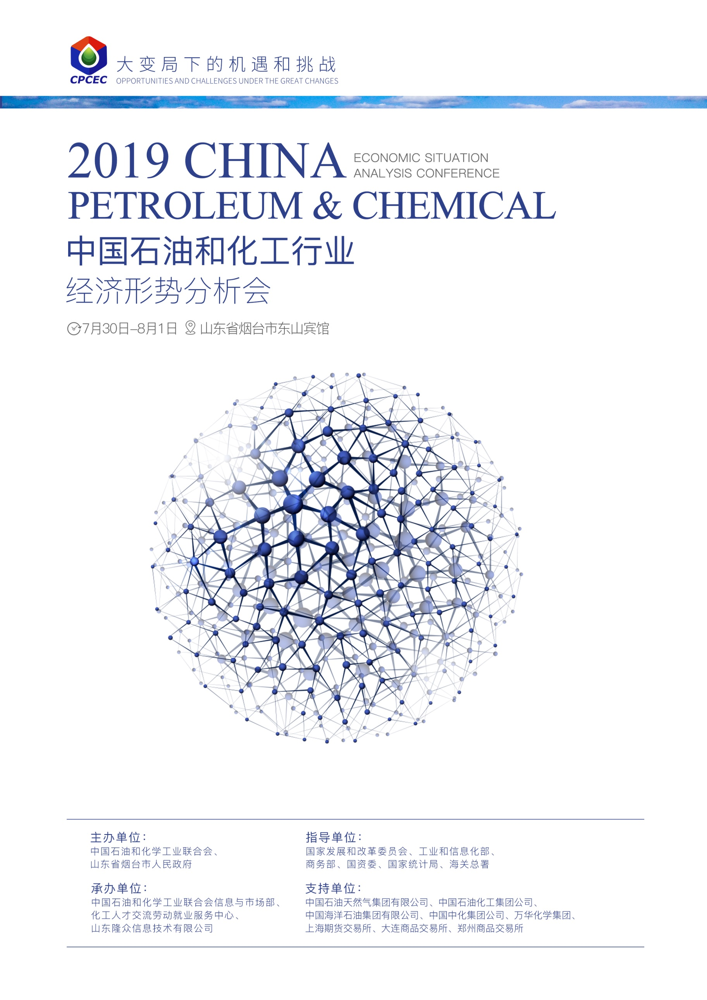 CPCEC
大变局下的机遇和挑战
OPPORTUNITIES AND CHALLENGES UNDER THE GREAT CHANGES
2019 CHINA
ECONOMIC SITUATION
ANALYSIS CONFERENCE
PETROLEUM & CHEMICAL
中国石油和化工行业
经济形势分析会
7月30日-8月1日 山东省烟台市东山宾馆
主办单位：
中国石油和化学工业联合会、
山东省烟台市人民政府
指导单位：
国家发展和改革委员会、工业和信息化部、
商务部、国资委、国家统计局、海关总署
承办单位：
中国石油和化学工业联合会信息与市场部、
化工人才交流劳动就业服务中心、
山东隆众信息技术有限公司
支持单位：
中国石油天然气集团有限公司、中国石油化工集团公司、
中国海洋石油集团有限公司、中国中化集团公司、万华化学集团、
上海期货交易所、大连商品交易所、郑州商品交易所